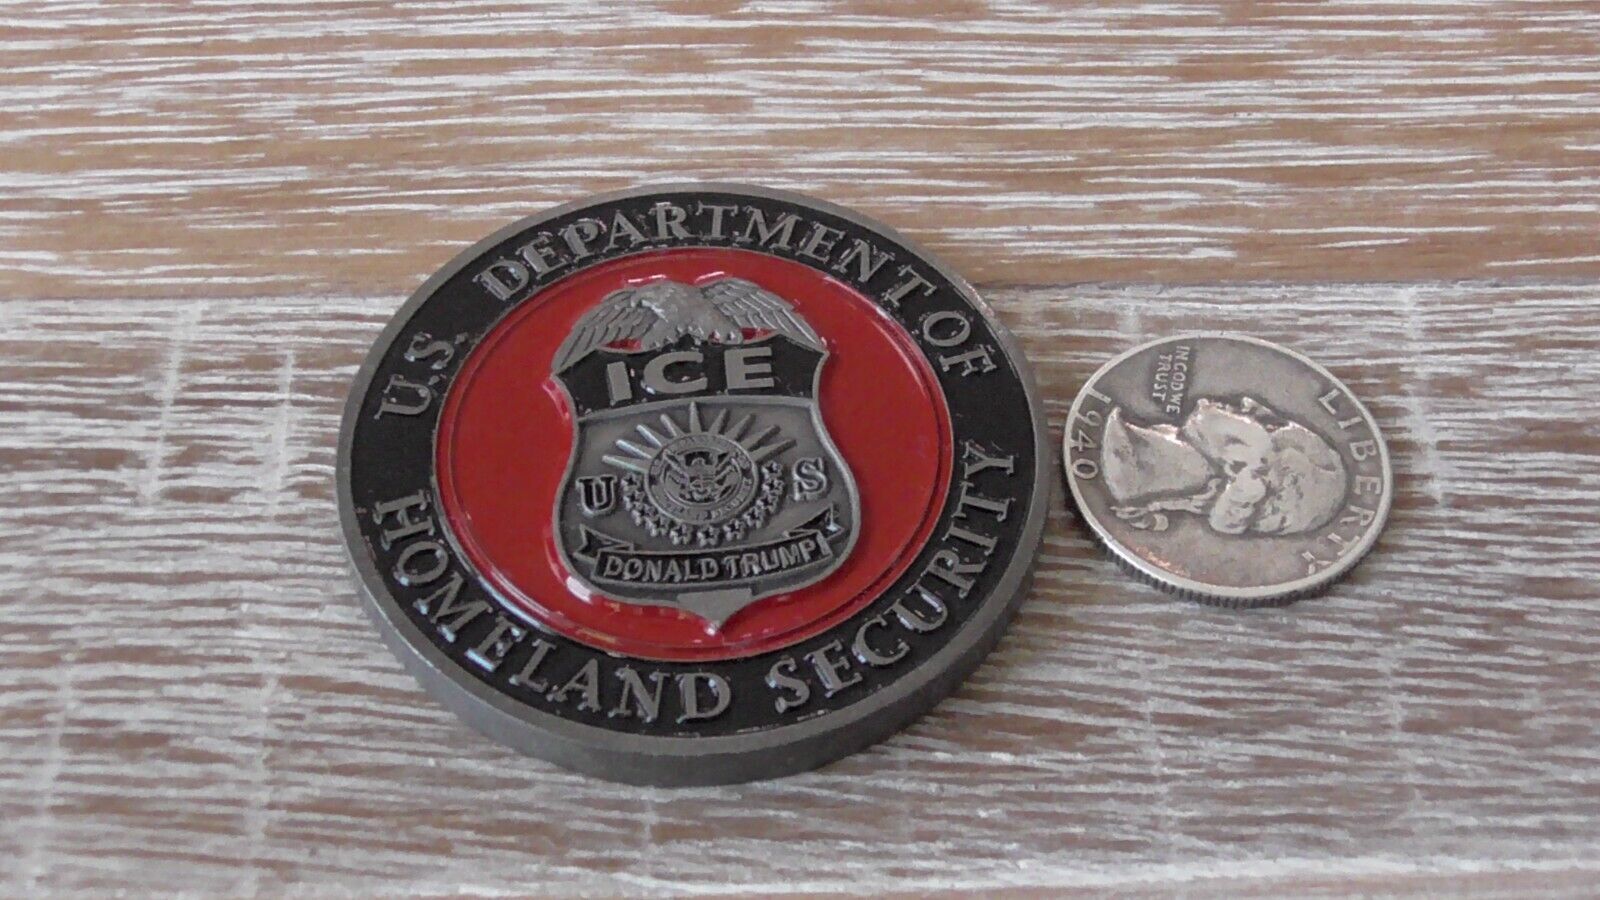 U.S. DEPARTMENT OF
HOMELAND SECURITY
ICE
U S
DONALD TRUMP
LIBERTY
IN GOD WE
TRUST
1940